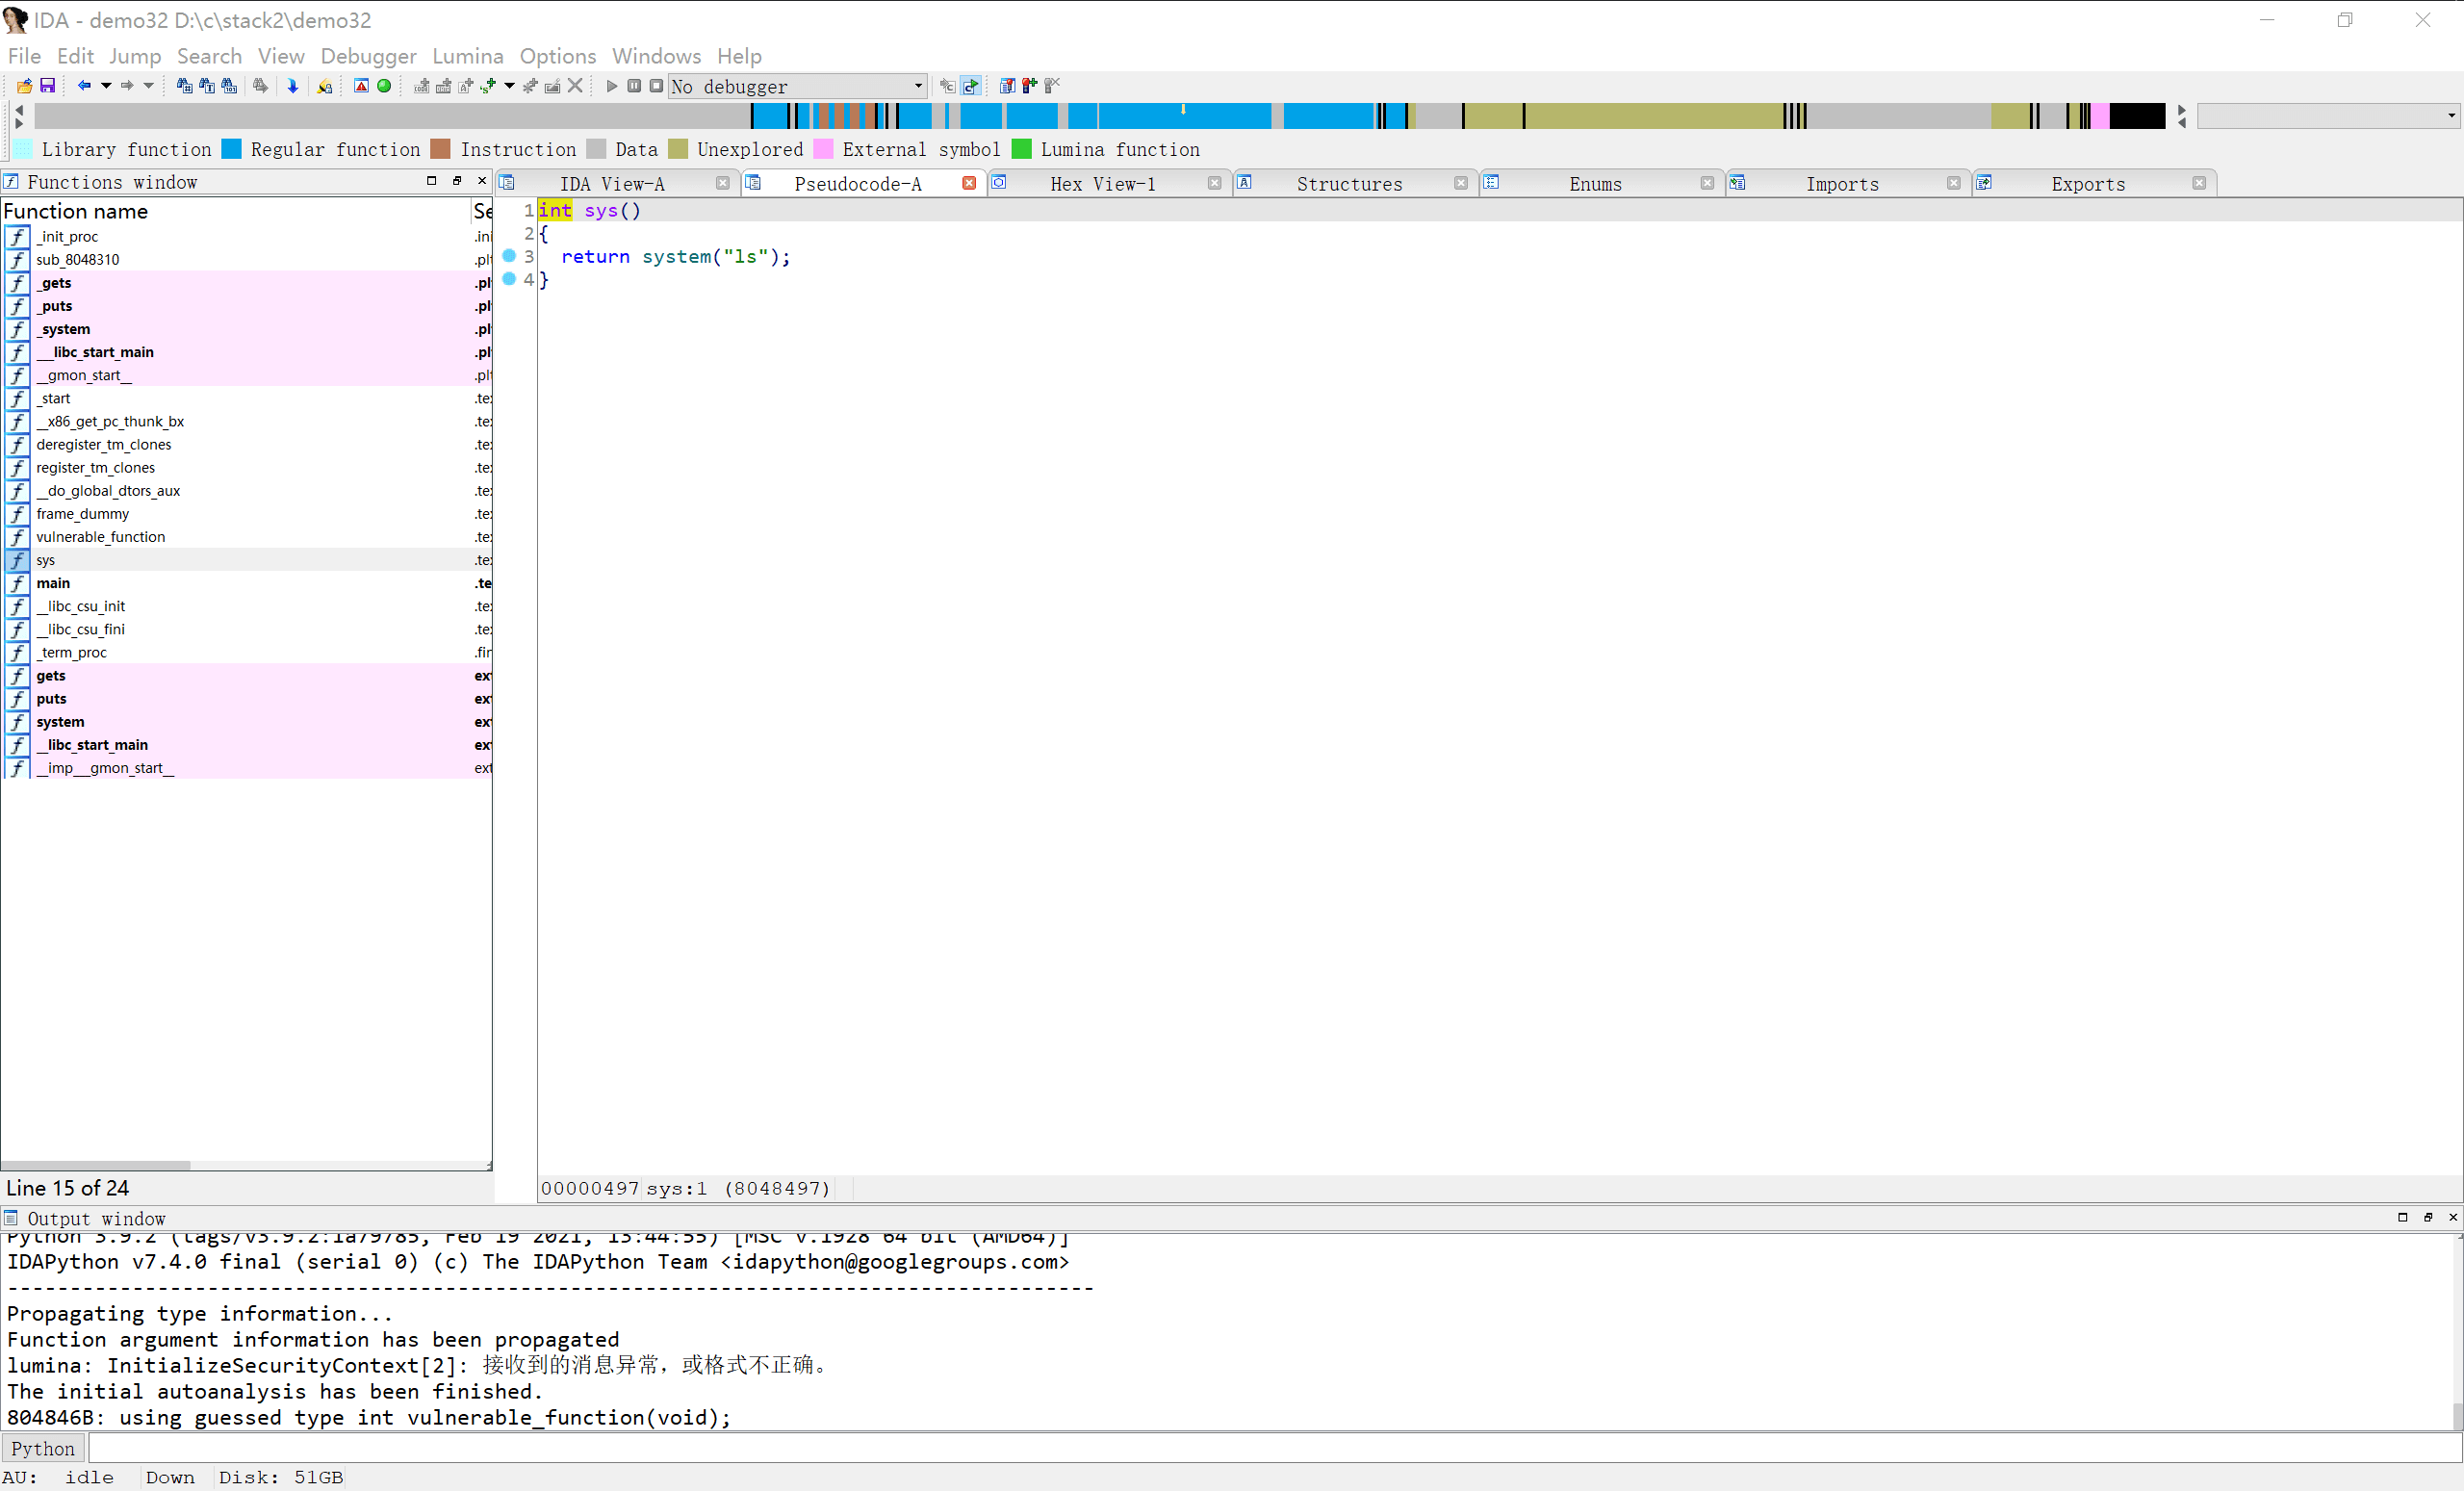 IDA - demo32 D:\c\stack2\demo32
File Edit Jump Search View Debugger Lumina Options Windows Help
No debugger
Library function Regular function Instruction Data Unexplored External symbol Lumina function
Functions window
IDA View-A Pseudocode-A Hex View-1 Structures Enums Imports Exports
Function name Se
_init_proc .ini
sub_8048310 .plt
_gets .pl
_puts .pl
_system .pl
__libc_start_main .pl
__gmon_start__ .plt
_start .te
__x86_get_pc_thunk_bx .te
deregister_tm_clones .te
register_tm_clones .te
__do_global_dtors_aux .te
frame_dummy .te
vulnerable_function .te
sys .te
main .te
__libc_csu_init .te
__libc_csu_fini .te
_term_proc .fin
gets ex
puts ex
system ex
__libc_start_main ex
__imp___gmon_start__ ext
Line 15 of 24
1 int sys()
2 {
3 return system("ls");
4 }
00000497 sys:1 (8048497)
Output window
Python 3.9.2 (tags/v3.9.2:1a79785, Feb 19 2021, 13:44:55) [MSC v.1928 64 bit (AMD64)]
IDAPython v7.4.0 final (serial 0) (c) The IDAPython Team <idapython@googlegroups.com>
---------------------------------------------------------------------------------------
Propagating type information...
Function argument information has been propagated
lumina: InitializeSecurityContext[2]: 接收到的消息异常，或格式不正确。
The initial autoanalysis has been finished.
804846B: using guessed type int vulnerable_function(void);
Python
AU: idle Down Disk: 51GB